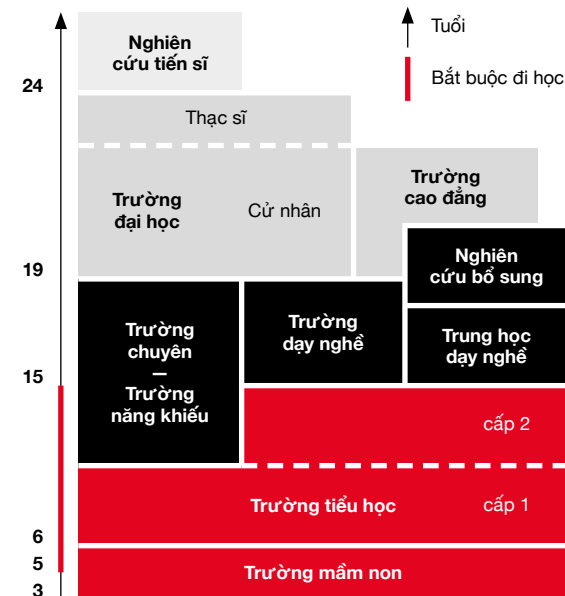 Tuổi
Bắt buộc đi học
Nghiên
cứu tiến sĩ
24
Thạc sĩ
Trường
đại học
Cử nhân
Trường
cao đẳng
19
Nghiên
cứu bổ sung
Trường
chuyên
—
Trường
năng khiếu
Trường
dạy nghề
Trung học
dạy nghề
15
cấp 2
Trường tiểu học
cấp 1
6
5
Trường mầm non
3